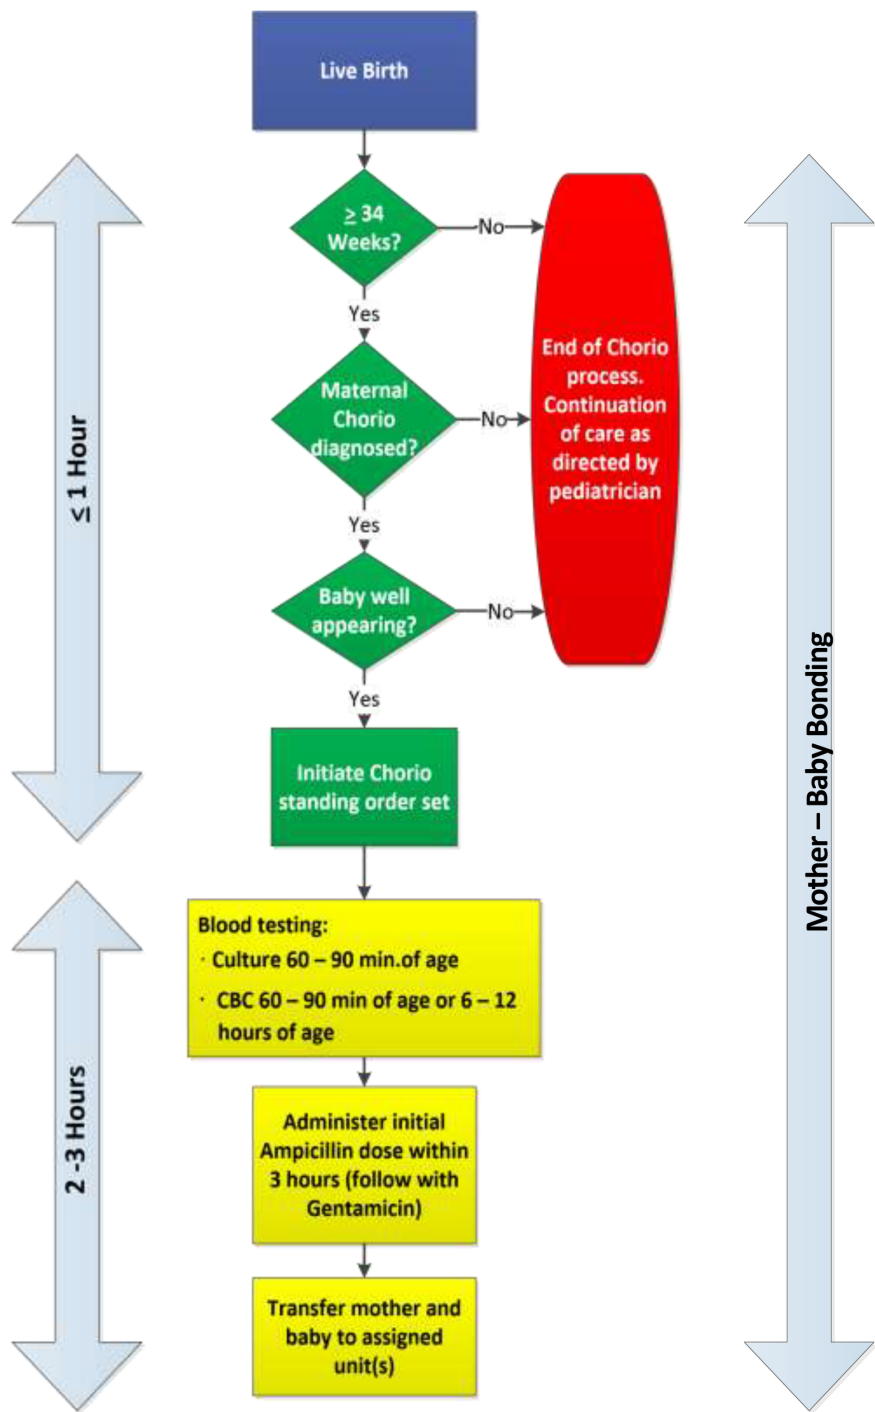 Live Birth
≥ 34
Weeks?
No
Yes
Maternal
Chorio
diagnosed?
No
Yes
Baby well
appearing?
No
Yes
End of Chorio
process.
Continuation
of care as
directed by
pediatrician
Initiate Chorio
standing order set
Blood testing:
· Culture 60 – 90 min.of age
· CBC 60 – 90 min of age or 6 – 12
hours of age
Administer initial
Ampicillin dose within
3 hours (follow with
Gentamicin)
Transfer mother and
baby to assigned
unit(s)
≤ 1 Hour
2 -3 Hours
Mother – Baby Bonding